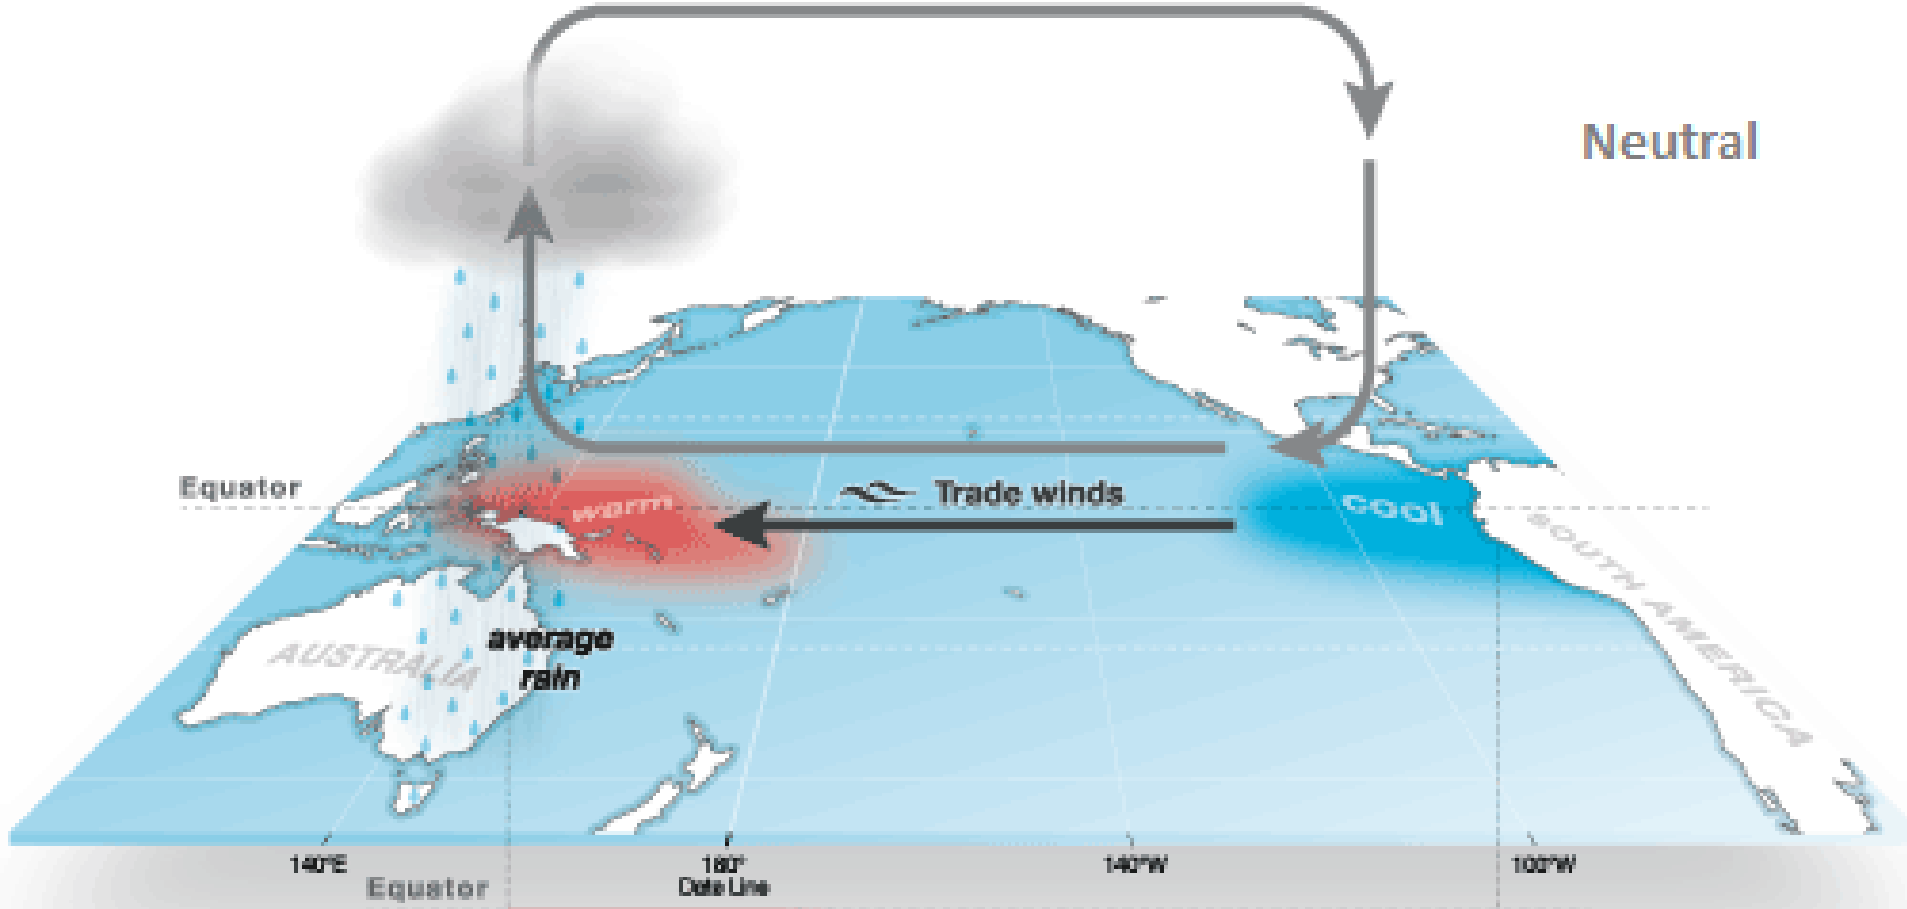 Neutral
Equator
warm
Trade winds
cool
SOUTH AMERICA
AUSTRALIA
average
rain
140°E
180°
140°W
100°W
Date Line
Equator